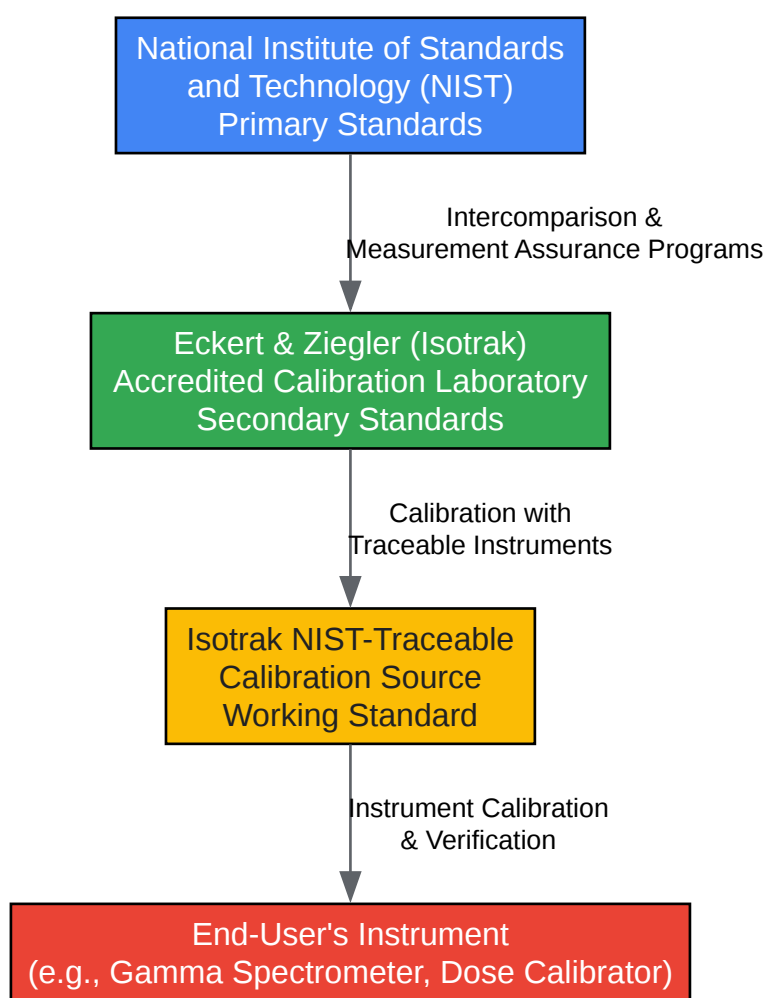 National Institute of Standards
and Technology (NIST)
Primary Standards
Intercomparison &
Measurement Assurance Programs
Eckert & Ziegler (Isotrak)
Accredited Calibration Laboratory
Secondary Standards
Calibration with
Traceable Instruments
Isotrak NIST-Traceable
Calibration Source
Working Standard
Instrument Calibration
& Verification
End-User's Instrument
(e.g., Gamma Spectrometer, Dose Calibrator)